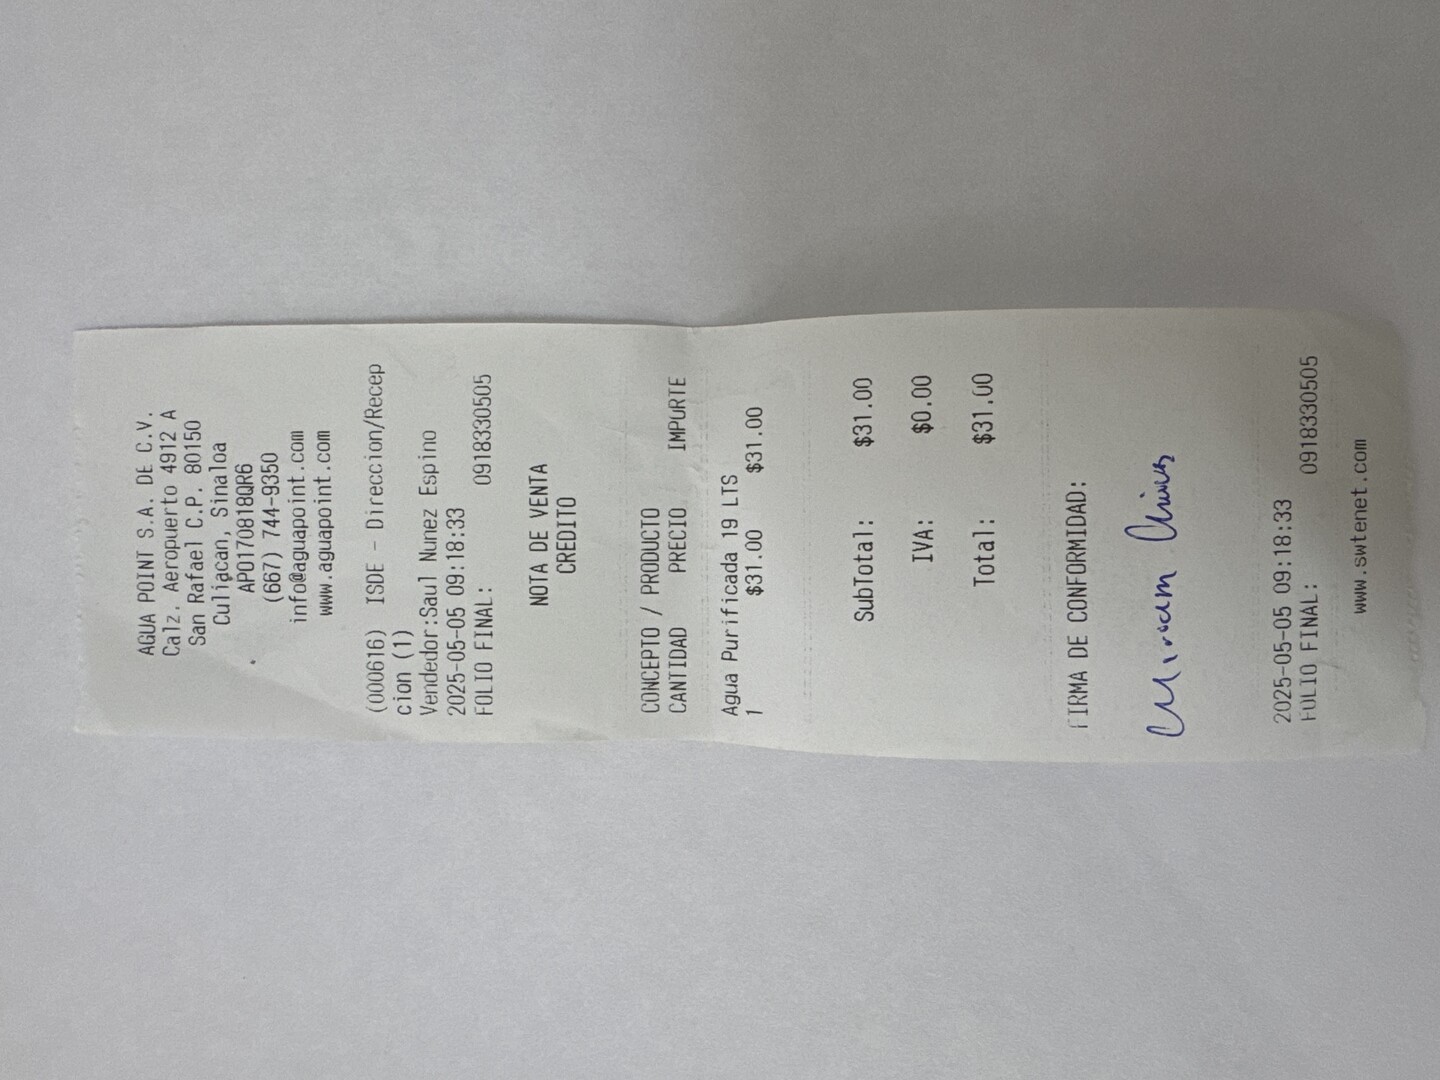 AGUA POINT S.A. DE C.V.
Calz. Aeropuerto 4912 A
San Rafael C.P. 80150
Culiacan, Sinaloa
APO170818QR6
(667) 744-9350
info@aguapoint.com
www.aguapoint.com
(000616) ISDE - Direccion/Recep
cion (1)
Vendedor:Saul Nunez Espino
2025-05-05 09:18:33
FOLIO FINAL: 0918330505
NOTA DE VENTA
CREDITO
CONCEPTO / PRODUCTO
CANTIDAD PRECIO IMPORTE
Agua Purificada 19 LTS
1 $31.00 $31.00
SubTotal: $31.00
IVA: $0.00
Total: $31.00
FIRMA DE CONFORMIDAD:
Miriam
2025-05-05 09:18:33
FOLIO FINAL: 0918330505
www.swtenet.com